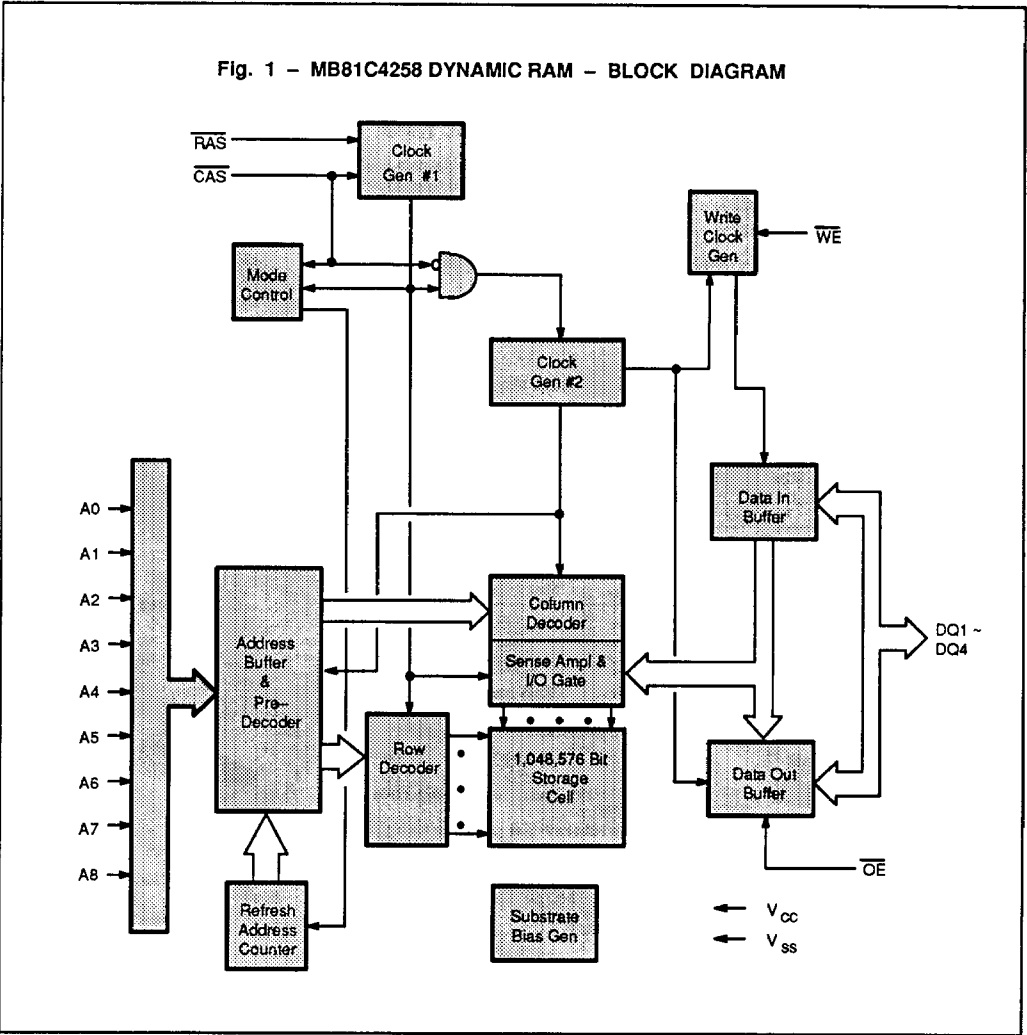 Fig. 1 – MB81C4258 DYNAMIC RAM – BLOCK DIAGRAM
RAS
CAS
Clock
Gen #1
Write
Clock
Gen
WE
Mode
Control
Clock
Gen #2
A0
A1
A2
A3
A4
A5
A6
A7
A8
Address
Buffer
&
Pre-
Decoder
Column
Decoder
Sense Ampl &
I/O Gate
Data In
Buffer
DQ1 ~
DQ4
Row
Decoder
1,048,576 Bit
Storage
Cell
Data Out
Buffer
OE
Refresh
Address
Counter
Substrate
Bias Gen
VCC
VSS